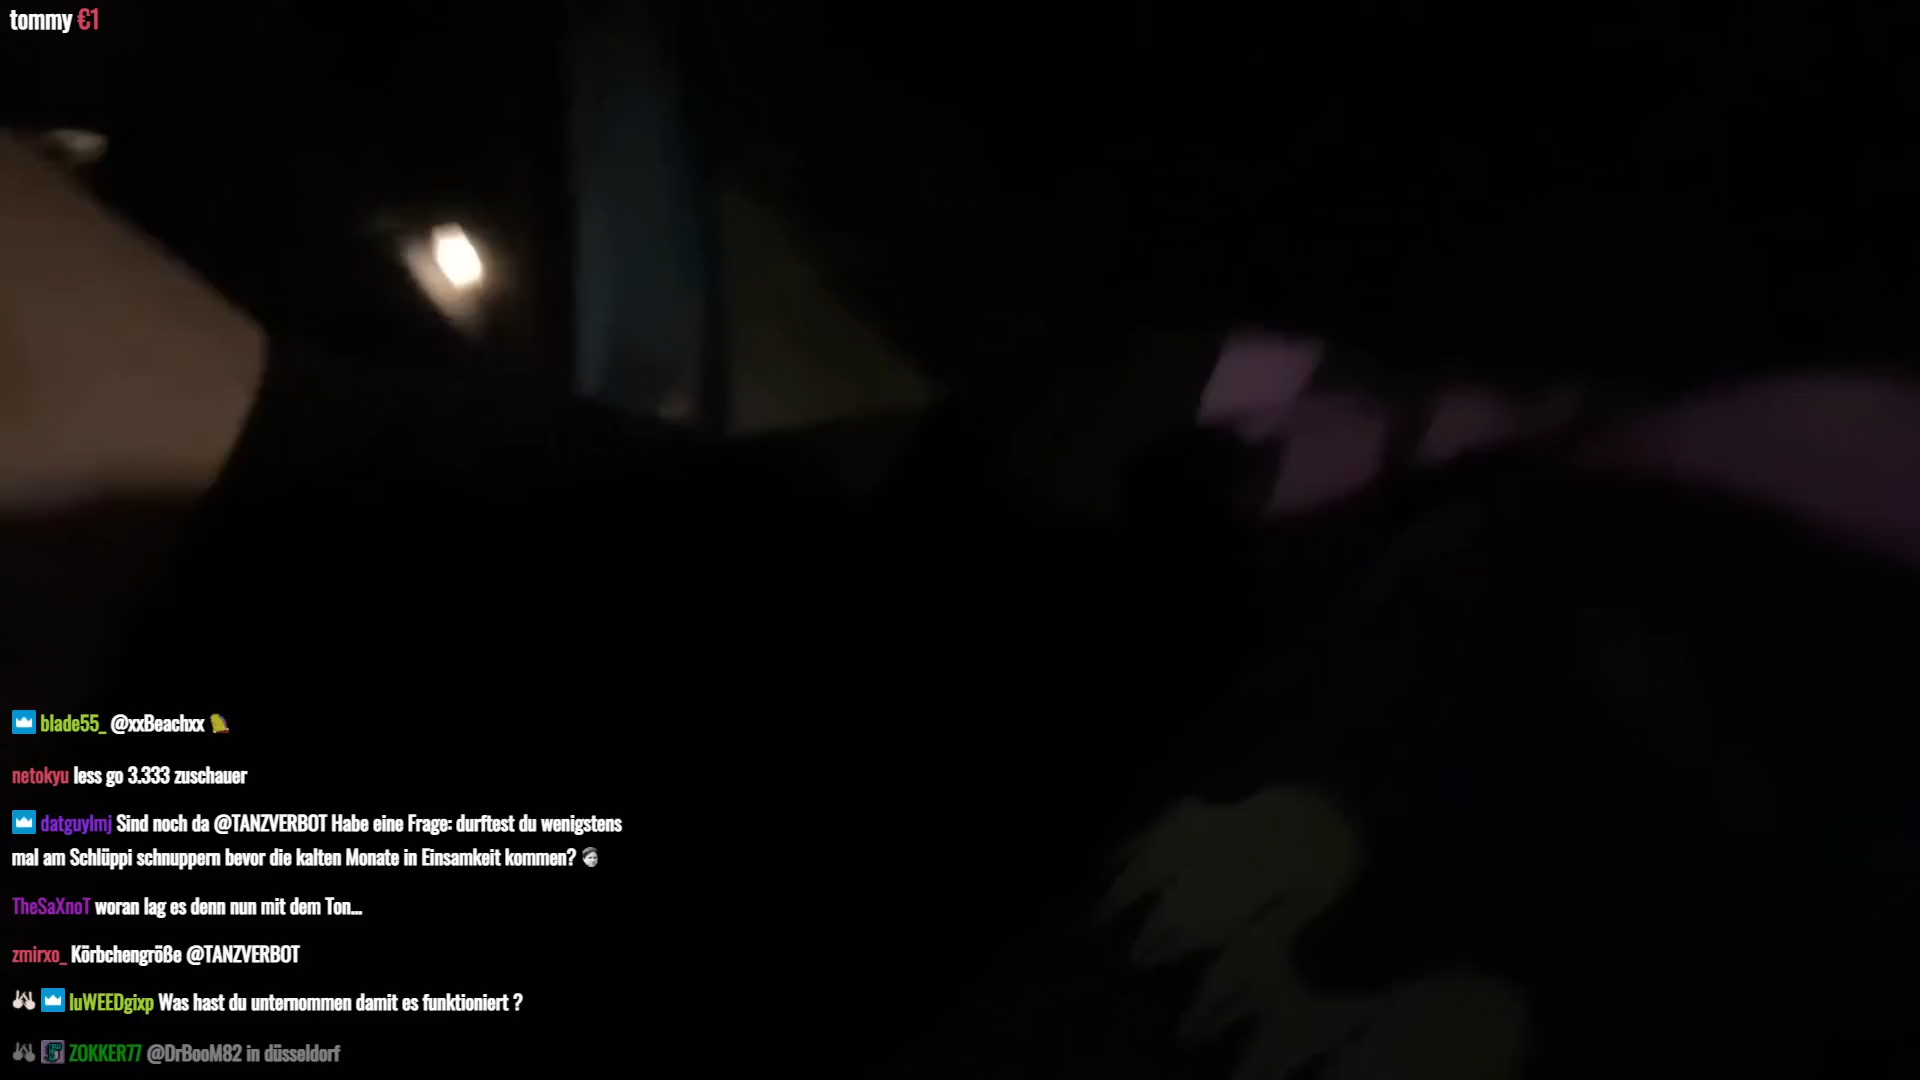 tommy €1
blade55_ @xxBeachxx
netokyu less go 3.333 zuschauer
datguylmj Sind noch da @TANZVERBOT Habe eine Frage: durftest du wenigstens
mal am Schlüppi schnuppern bevor die kalten Monate in Einsamkeit kommen?
TheSaXnoT woran lag es denn nun mit dem Ton...
zmirxo_ Körbchengröße @TANZVERBOT
luWEEDgixp Was hast du unternommen damit es funktioniert ?
ZOKKER77 @DrBooM82 in düsseldorf